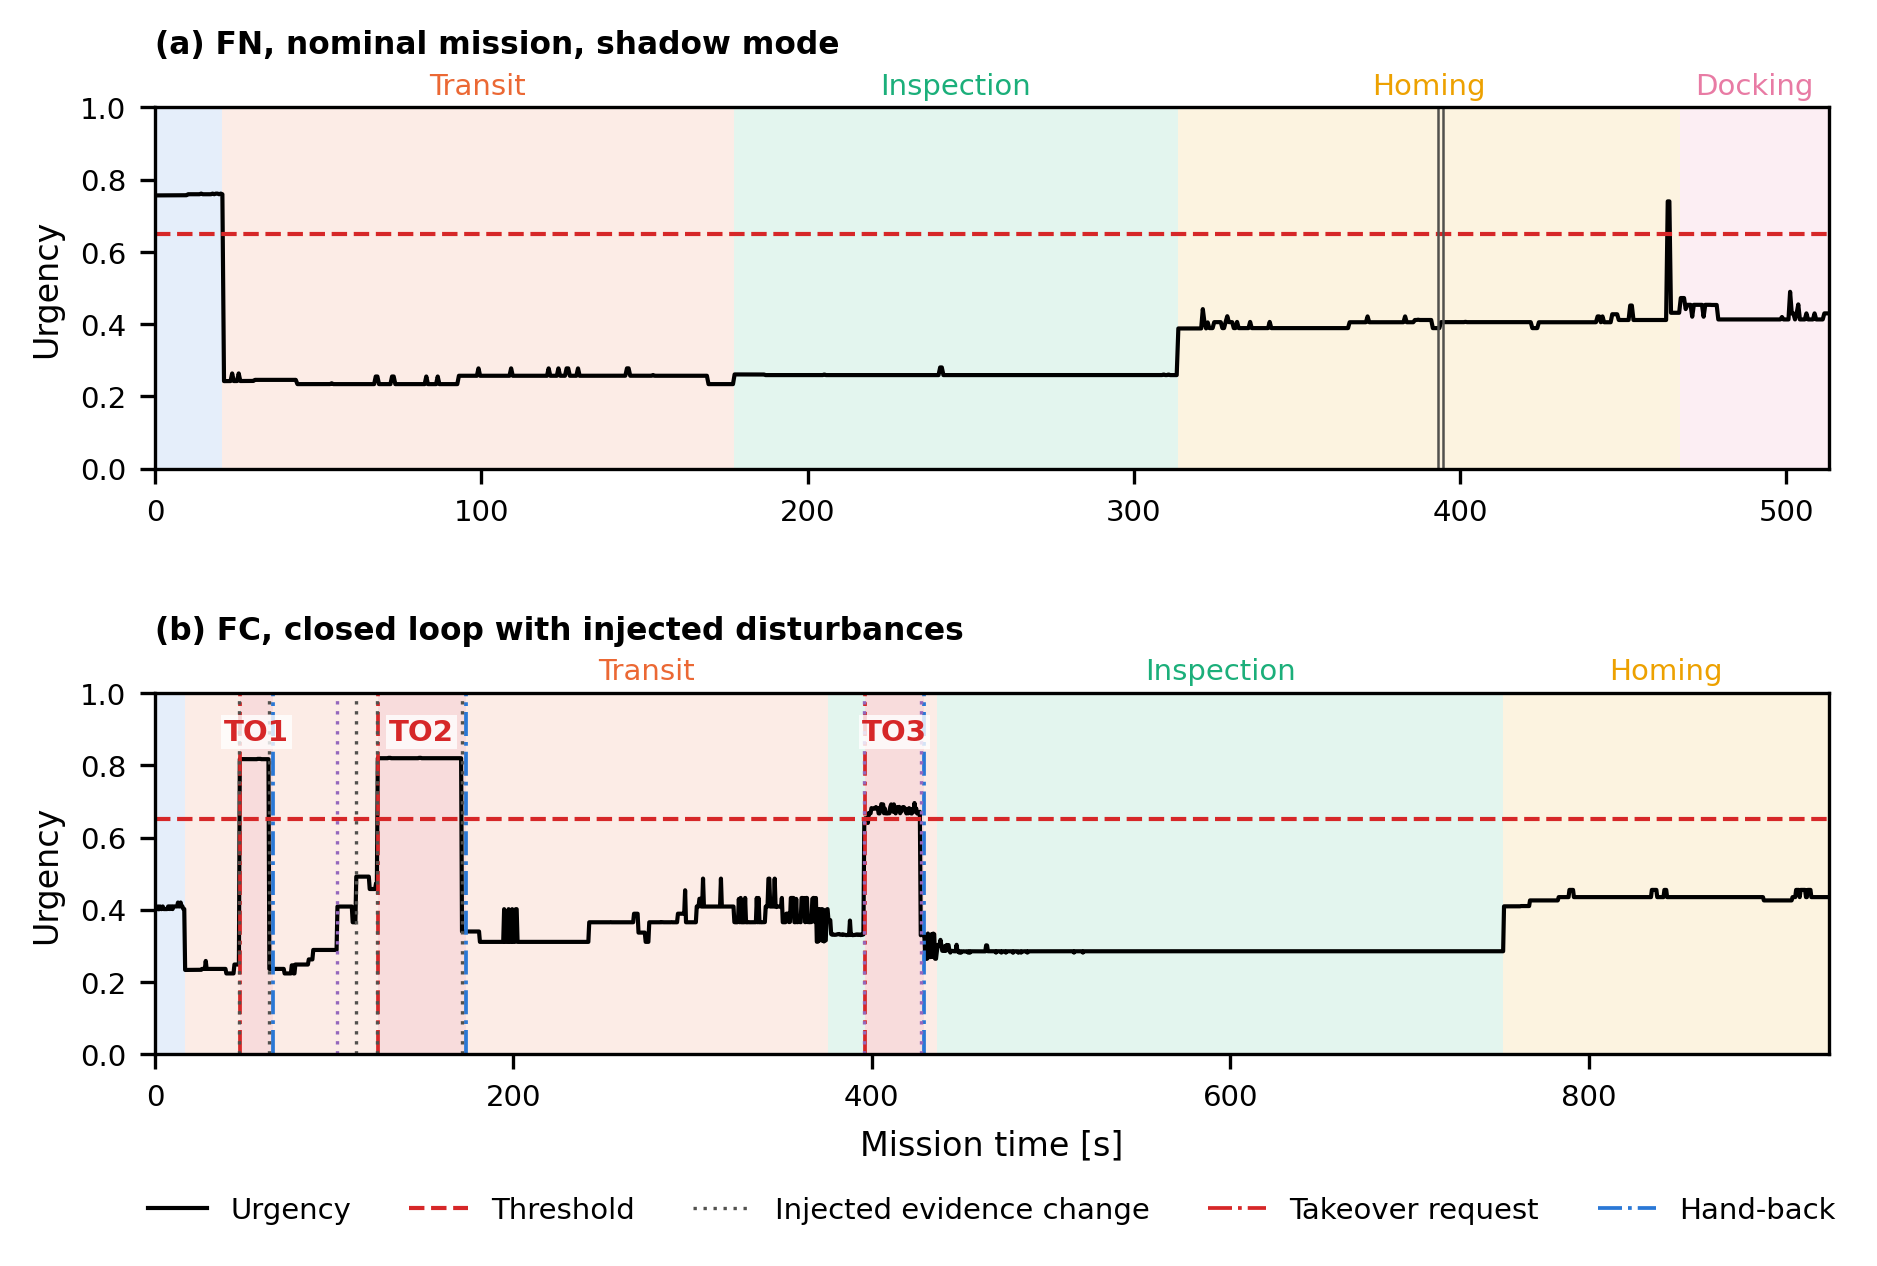 (a) FN, nominal mission, shadow mode
Transit Inspection Homing Docking
1.0
0.8
0.6
0.4
0.2
0.0
Urgency
0 100 200 300 400 500
(b) FC, closed loop with injected disturbances
Transit Inspection Homing
1.0
TO1 TO2 TO3
0.8
0.6
0.4
0.2
0.0
Urgency
0 200 400 600 800
Mission time [s]
Urgency Threshold Injected evidence change Takeover request Hand-back